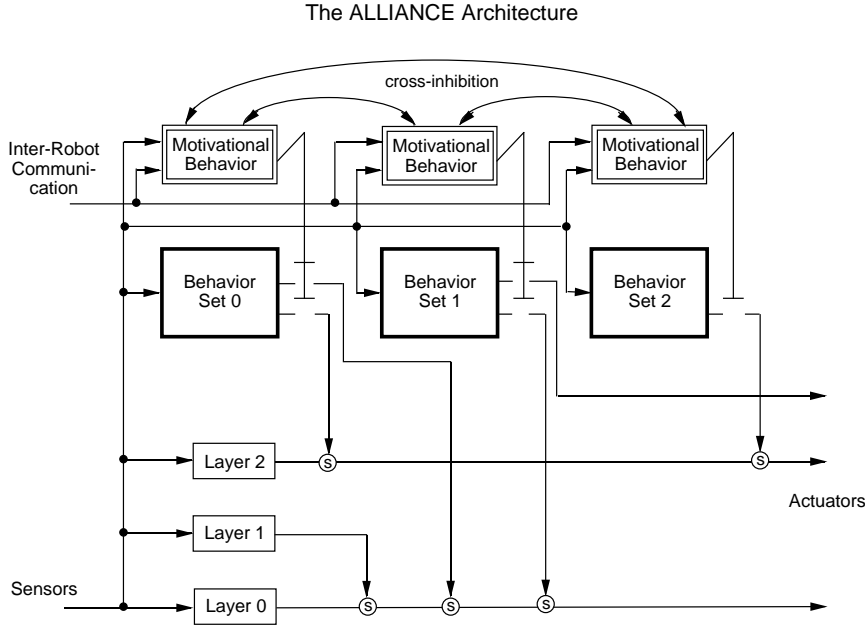 The ALLIANCE Architecture
cross-inhibition
Inter-Robot
Communi-
cation
Motivational
Behavior
Motivational
Behavior
Motivational
Behavior
Behavior
Set 0
Behavior
Set 1
Behavior
Set 2
Layer 2
S
S
Actuators
Layer 1
Sensors
Layer 0
S
S
S